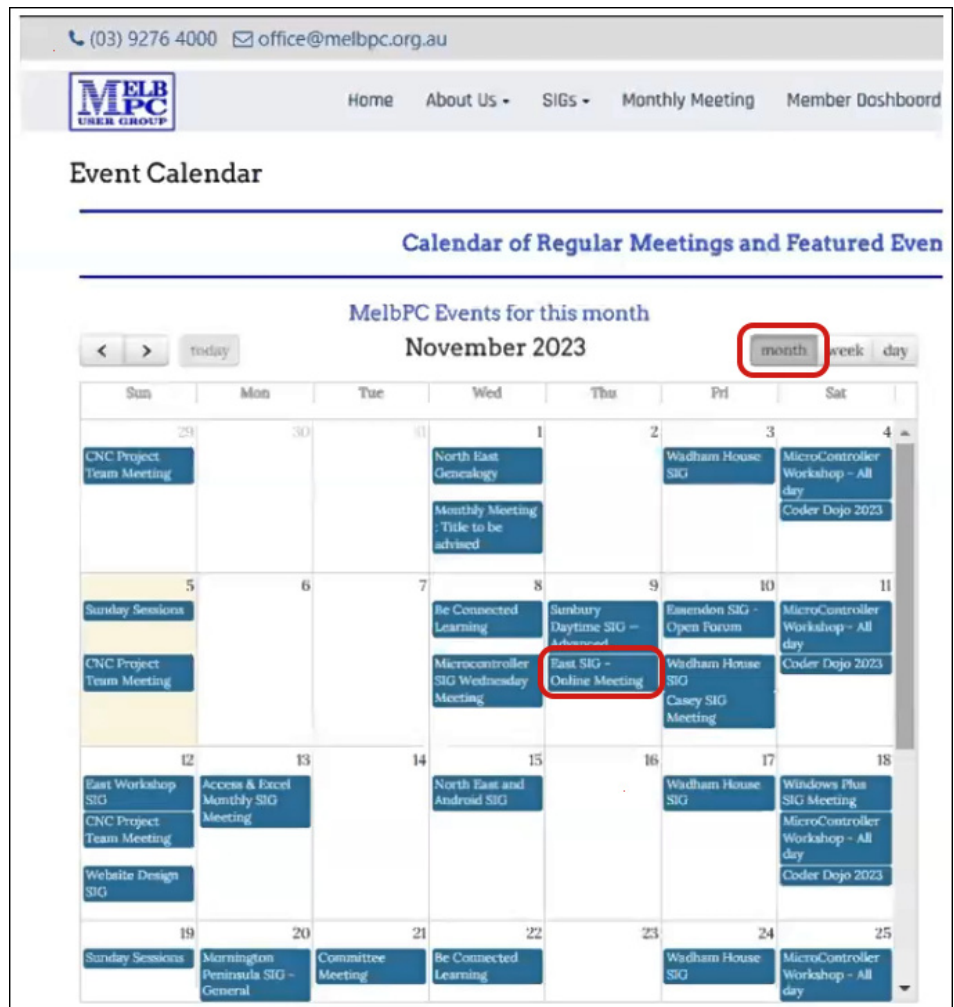 (03) 9276 4000 office@melbpc.org.au
MELB
PC
USER GROUP
Home About Us SIGs Monthly Meeting Member Dashboard
Event Calendar
Calendar of Regular Meetings and Featured Even
MelbPC Events for this month
< > today November 2023 month week day
Sun Mon Tue Wed Thu Fri Sat
29 30 31 1 2 3 4
CNC Project
Team Meeting
North East
Genealogy
Monthly Meeting
: Title to be
advised
Wadham House
SIG
MicroController
Workshop - All
day
Coder Dojo 2023
5 6 7 8 9 10 11
Sunday Sessions
CNC Project
Team Meeting
Be Connected
Learning
Microcontroller
SIG Wednesday
Meeting
Sunbury
Daytime SIG –
Advanced
East SIG -
Online Meeting
Essendon SIG -
Open Forum
Wadham House
SIG
Casey SIG
Meeting
MicroController
Workshop - All
day
Coder Dojo 2023
12 13 14 15 16 17 18
East Workshop
SIG
CNC Project
Team Meeting
Website Design
SIG
Access & Excel
Monthly SIG
Meeting
North East and
Android SIG
Wadham House
SIG
Windows Plus
SIG Meeting
MicroController
Workshop - All
day
Coder Dojo 2023
19 20 21 22 23 24 25
Sunday Sessions
Mornington
Peninsula SIG -
General
Committee
Meeting
Be Connected
Learning
Wadham House
SIG
MicroController
Workshop - All
day